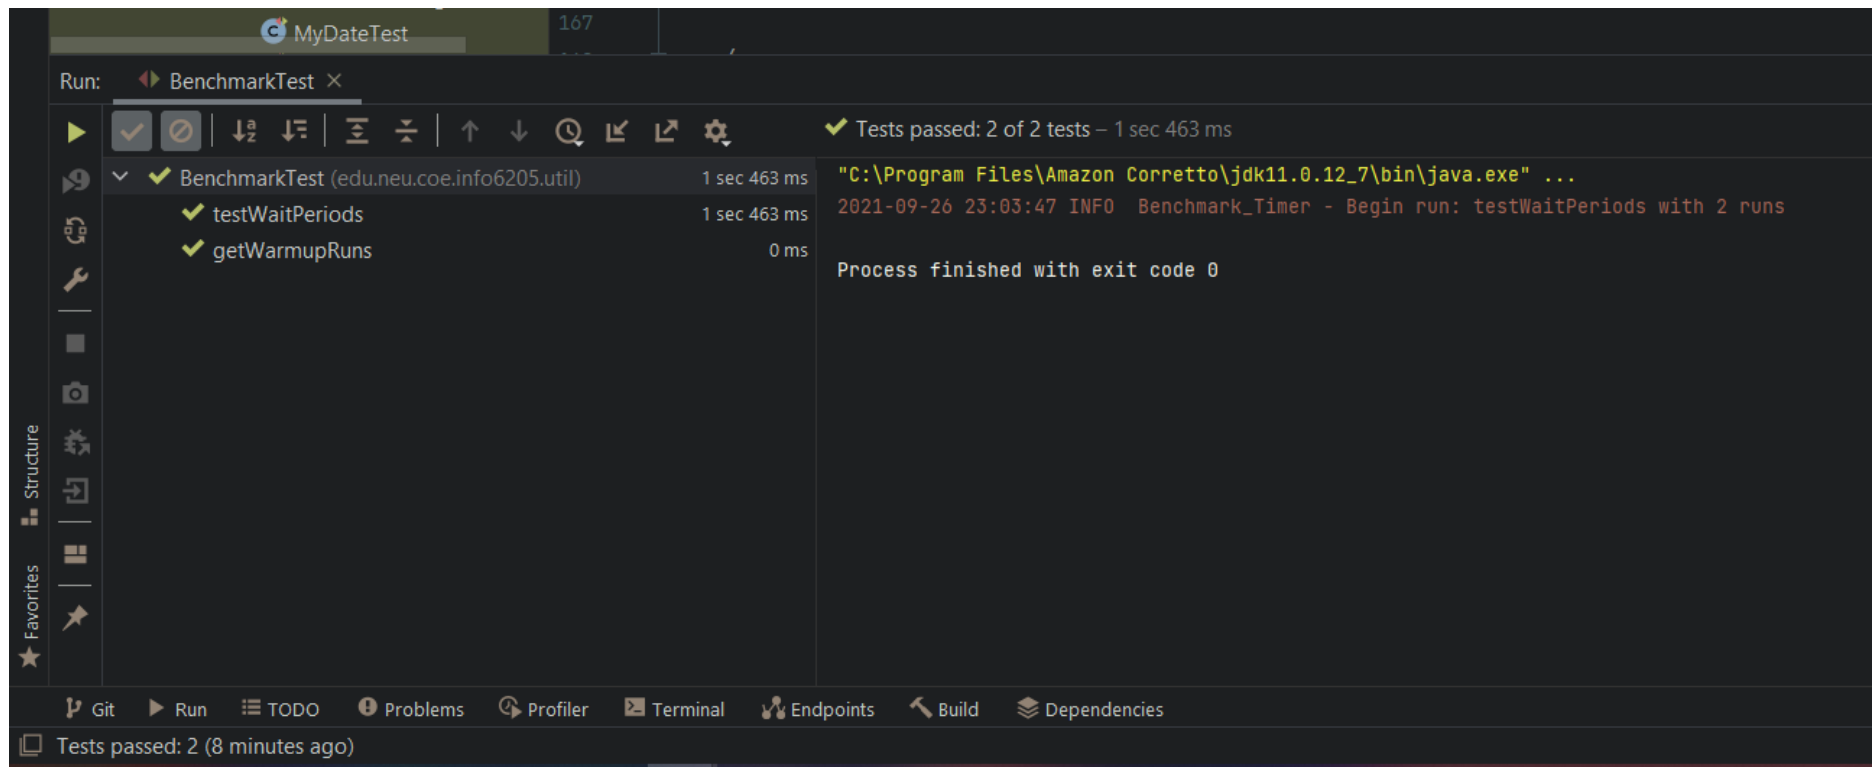 MyDateTest
167
Run: BenchmarkTest
Tests passed: 2 of 2 tests – 1 sec 463 ms
BenchmarkTest (edu.neu.coe.info6205.util) 1 sec 463 ms
testWaitPeriods 1 sec 463 ms
getWarmupRuns 0 ms
"C:\Program Files\Amazon Corretto\jdk11.0.12_7\bin\java.exe" ...
2021-09-26 23:03:47 INFO  Benchmark_Timer - Begin run: testWaitPeriods with 2 runs
Process finished with exit code 0
Structure
Favorites
Git Run TODO Problems Profiler Terminal Endpoints Build Dependencies
Tests passed: 2 (8 minutes ago)